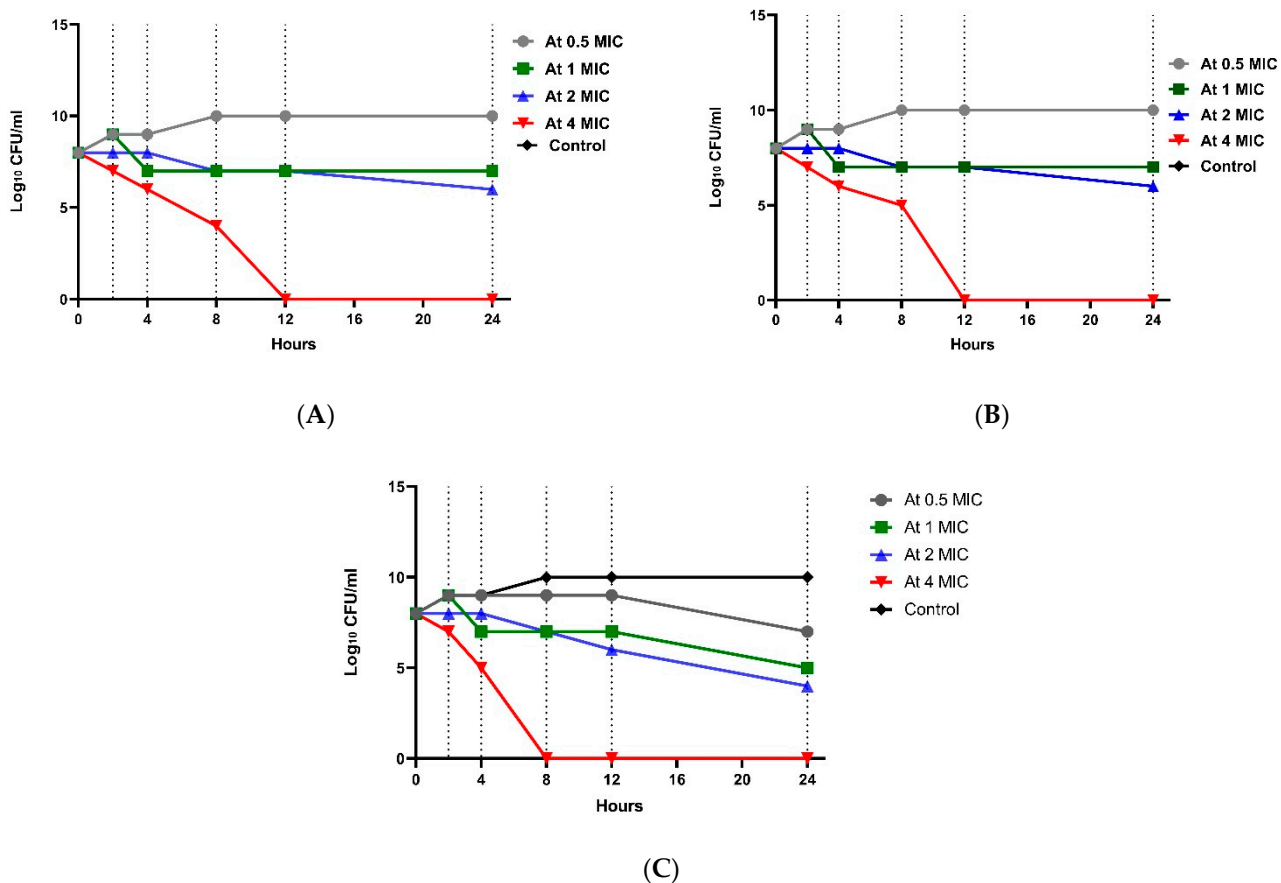 15
10
5
0
Log₁₀ CFU/ml
0 4 8 12 16 20 24
Hours
At 0.5 MIC
At 1 MIC
At 2 MIC
At 4 MIC
Control
(A)
15
10
5
0
Log₁₀ CFU/ml
0 4 8 12 16 20 24
Hours
At 0.5 MIC
At 1 MIC
At 2 MIC
At 4 MIC
Control
(B)
15
10
5
0
Log₁₀ CFU/ml
0 4 8 12 16 20 24
Hours
At 0.5 MIC
At 1 MIC
At 2 MIC
At 4 MIC
Control
(C)